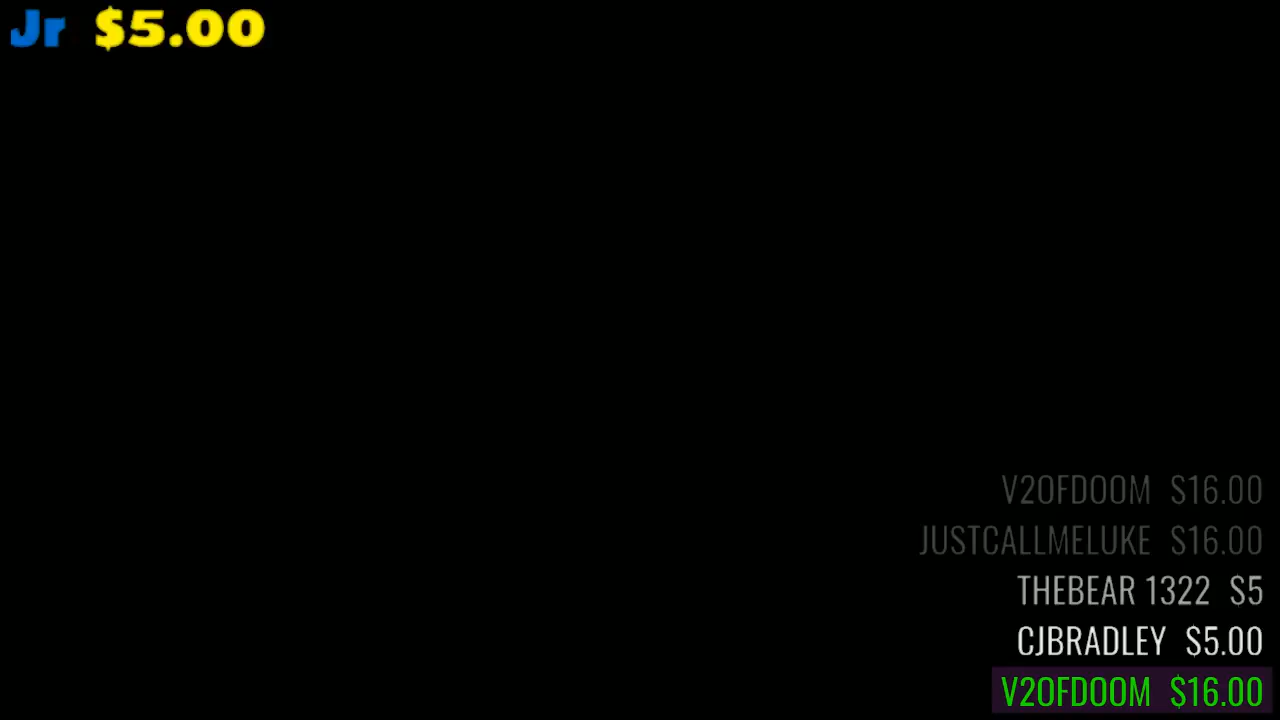 Jr $5.00
V2OFDOOM $16.00
JUSTCALLMELUKE $16.00
THEBEAR 1322 $5
CJBRADLEY $5.00
V2OFDOOM $16.00